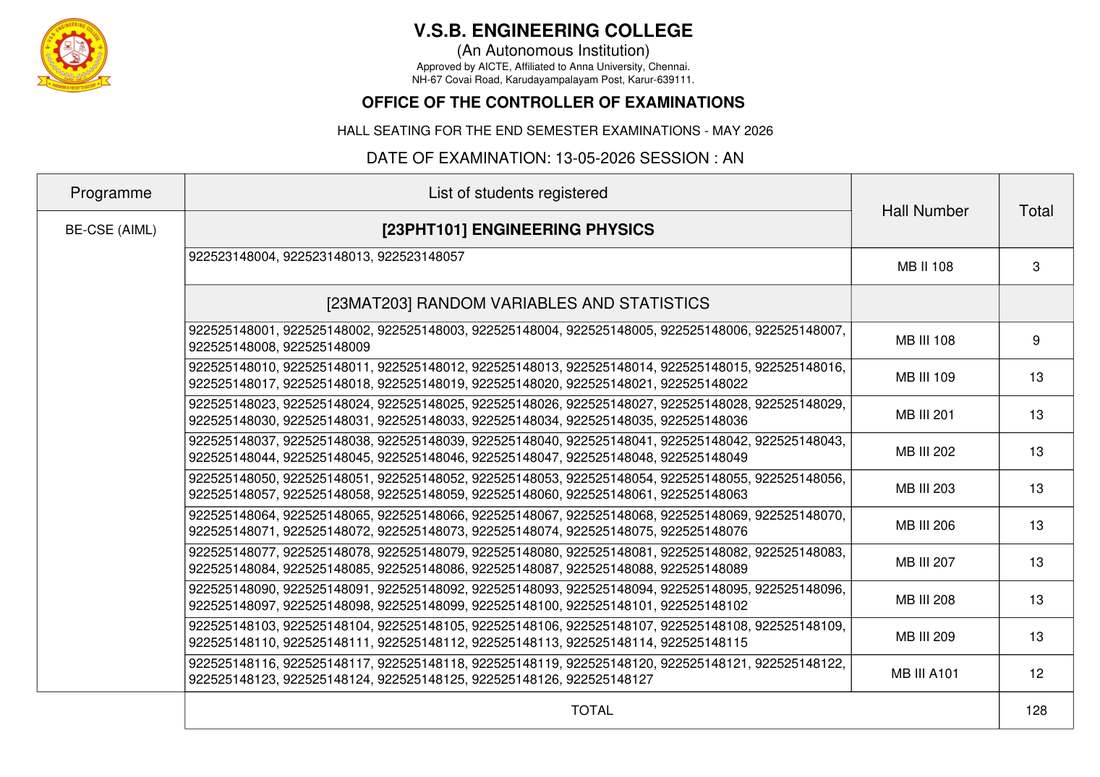 V.S.B. ENGINEERING COLLEGE
(An Autonomous Institution)
Approved by AICTE, Affiliated to Anna University, Chennai.
NH-67 Covai Road, Karudayampalayam Post, Karur-639111.
OFFICE OF THE CONTROLLER OF EXAMINATIONS
HALL SEATING FOR THE END SEMESTER EXAMINATIONS - MAY 2026
DATE OF EXAMINATION: 13-05-2026 SESSION : AN
Programme List of students registered Hall Number Total
BE-CSE (AIML) [23PHT101] ENGINEERING PHYSICS
922523148004, 922523148013, 922523148057 MB II 108 3
[23MAT203] RANDOM VARIABLES AND STATISTICS
922525148001, 922525148002, 922525148003, 922525148004, 922525148005, 922525148006, 922525148007,
922525148008, 922525148009 MB III 108 9
922525148010, 922525148011, 922525148012, 922525148013, 922525148014, 922525148015, 922525148016,
922525148017, 922525148018, 922525148019, 922525148020, 922525148021, 922525148022 MB III 109 13
922525148023, 922525148024, 922525148025, 922525148026, 922525148027, 922525148028, 922525148029,
922525148030, 922525148031, 922525148033, 922525148034, 922525148035, 922525148036 MB III 201 13
922525148037, 922525148038, 922525148039, 922525148040, 922525148041, 922525148042, 922525148043,
922525148044, 922525148045, 922525148046, 922525148047, 922525148048, 922525148049 MB III 202 13
922525148050, 922525148051, 922525148052, 922525148053, 922525148054, 922525148055, 922525148056,
922525148057, 922525148058, 922525148059, 922525148060, 922525148061, 922525148063 MB III 203 13
922525148064, 922525148065, 922525148066, 922525148067, 922525148068, 922525148069, 922525148070,
922525148071, 922525148072, 922525148073, 922525148074, 922525148075, 922525148076 MB III 206 13
922525148077, 922525148078, 922525148079, 922525148080, 922525148081, 922525148082, 922525148083,
922525148084, 922525148085, 922525148086, 922525148087, 922525148088, 922525148089 MB III 207 13
922525148090, 922525148091, 922525148092, 922525148093, 922525148094, 922525148095, 922525148096,
922525148097, 922525148098, 922525148099, 922525148100, 922525148101, 922525148102 MB III 208 13
922525148103, 922525148104, 922525148105, 922525148106, 922525148107, 922525148108, 922525148109,
922525148110, 922525148111, 922525148112, 922525148113, 922525148114, 922525148115 MB III 209 13
922525148116, 922525148117, 922525148118, 922525148119, 922525148120, 922525148121, 922525148122,
922525148123, 922525148124, 922525148125, 922525148126, 922525148127 MB III A101 12
TOTAL 128